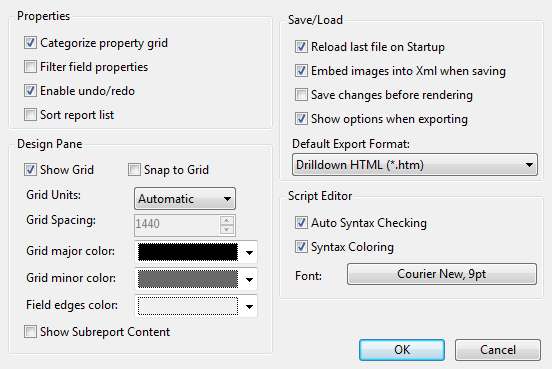 Properties
Categorize property grid
Filter field properties
Enable undo/redo
Sort report list
Design Pane
Show Grid Snap to Grid
Grid Units: Automatic
Grid Spacing: 1440
Grid major color:
Grid minor color:
Field edges color:
Show Subreport Content
Save/Load
Reload last file on Startup
Embed images into Xml when saving
Save changes before rendering
Show options when exporting
Default Export Format:
Drilldown HTML (*.htm)
Script Editor
Auto Syntax Checking
Syntax Coloring
Font: Courier New, 9pt
OK Cancel